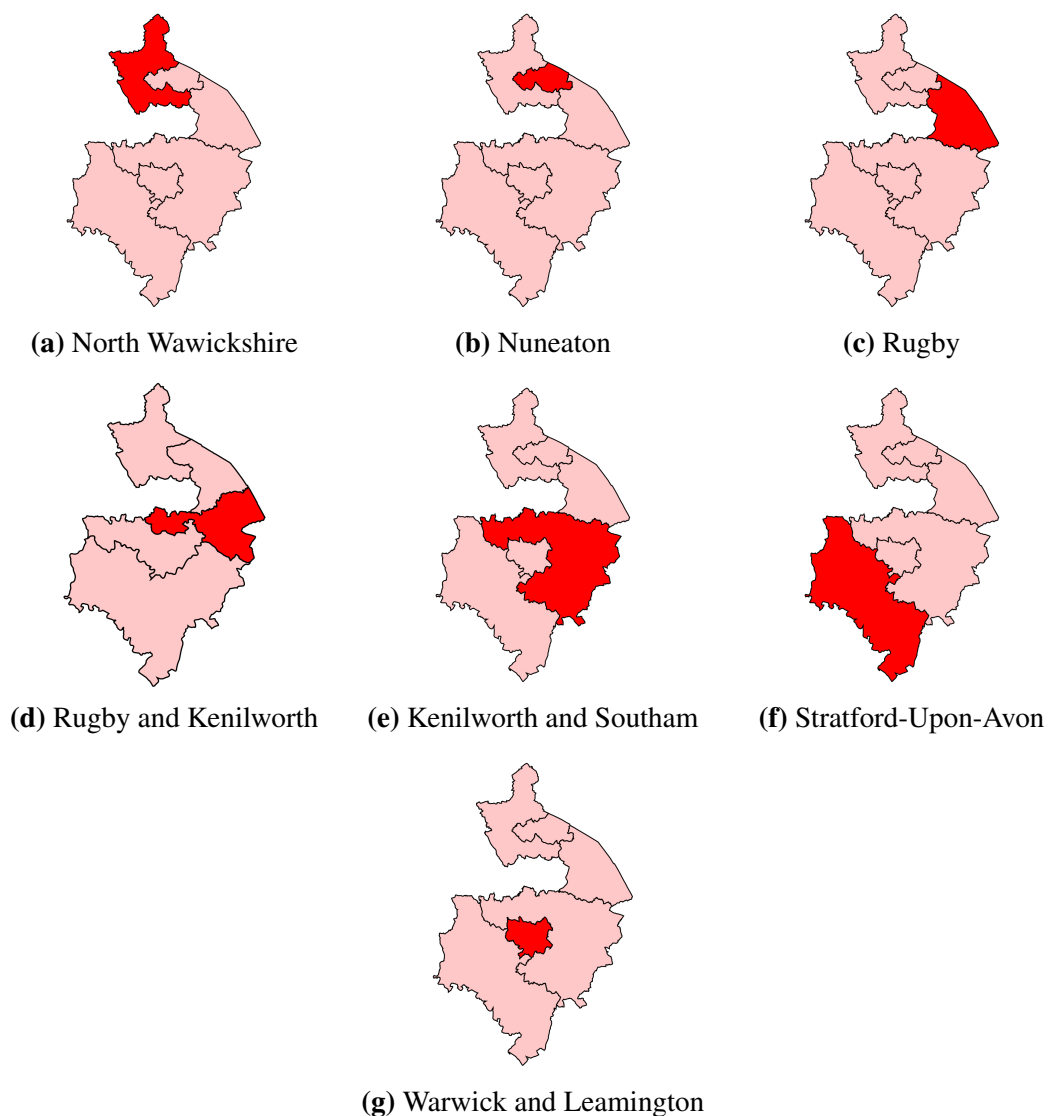 (a) North Wawickshire
(b) Nuneaton
(c) Rugby
(d) Rugby and Kenilworth
(e) Kenilworth and Southam
(f) Stratford-Upon-Avon
(g) Warwick and Leamington